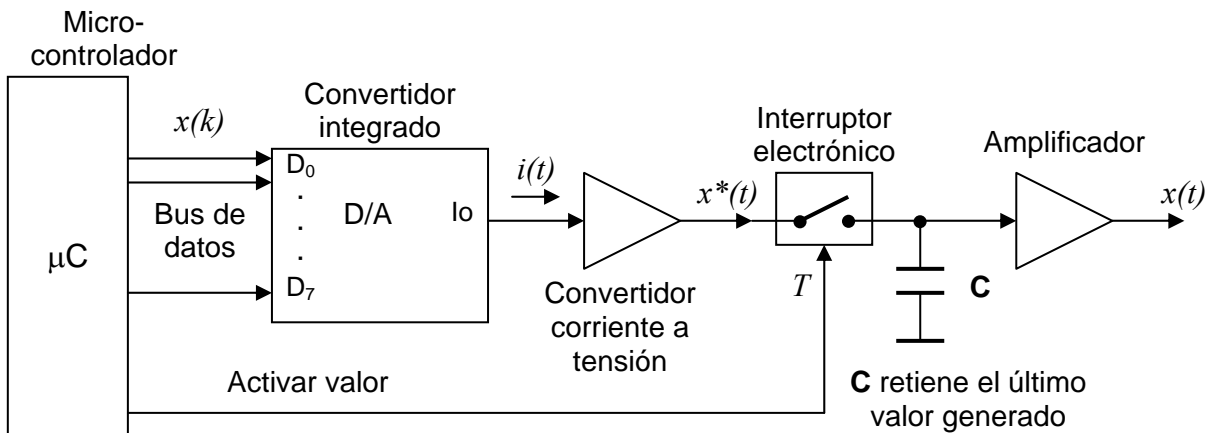 Micro-
controlador
μC
x(k)
Bus de
datos
Convertidor
integrado
D0
.
.
.
D7
D/A
Io
i(t)
Convertidor
corriente a
tensión
x*(t)
Interruptor
electrónico
T
Amplificador
x(t)
C
C retiene el último
valor generado
Activar valor